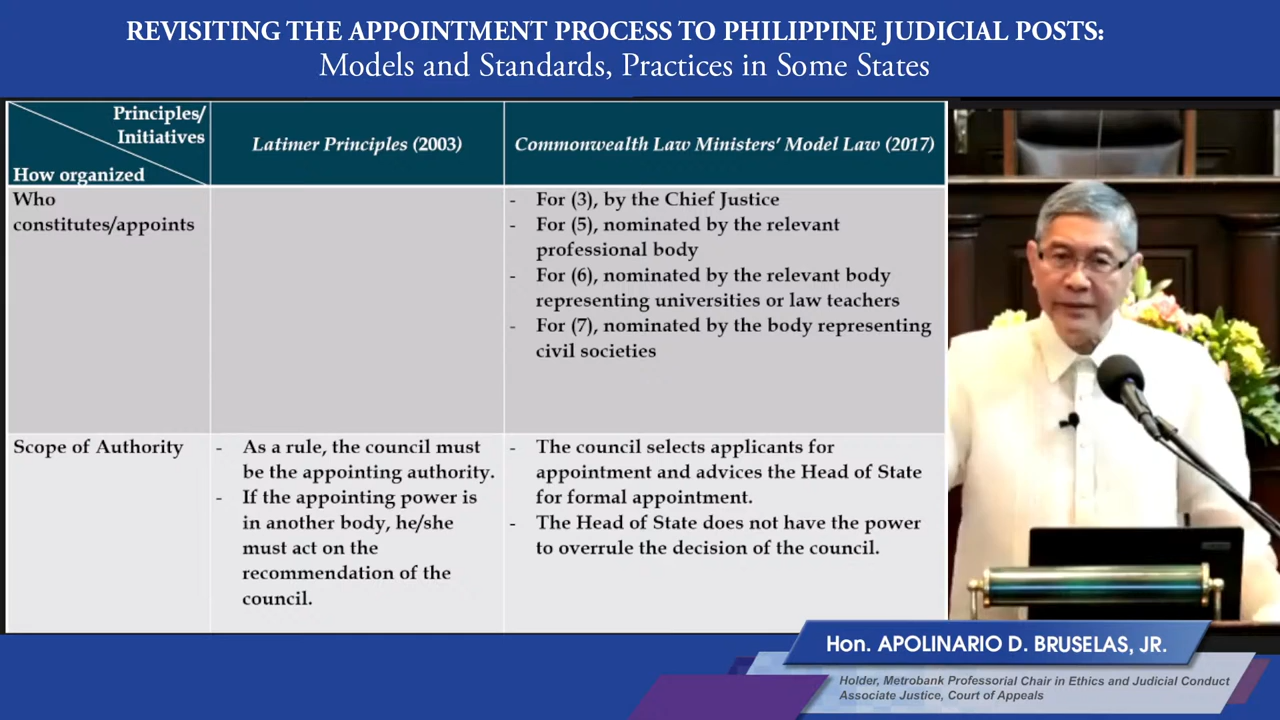 REVISITING THE APPOINTMENT PROCESS TO PHILIPPINE JUDICIAL POSTS:
Models and Standards, Practices in Some States
Principles/
Initiatives
How organized
Latimer Principles (2003)
Commonwealth Law Ministers' Model Law (2017)
Who
constitutes/appoints
- For (3), by the Chief Justice
- For (5), nominated by the relevant
professional body
- For (6), nominated by the relevant body
representing universities or law teachers
- For (7), nominated by the body representing
civil societies
Scope of Authority
- As a rule, the council must
be the appointing authority.
- If the appointing power is
in another body, he/she
must act on the
recommendation of the
council.
- The council selects applicants for
appointment and advices the Head of State
for formal appointment.
- The Head of State does not have the power
to overrule the decision of the council.
Hon. APOLINARIO D. BRUSELAS, JR.
Holder, Metrobank Professorial Chair in Ethics and Judicial Conduct
Associate Justice, Court of Appeals